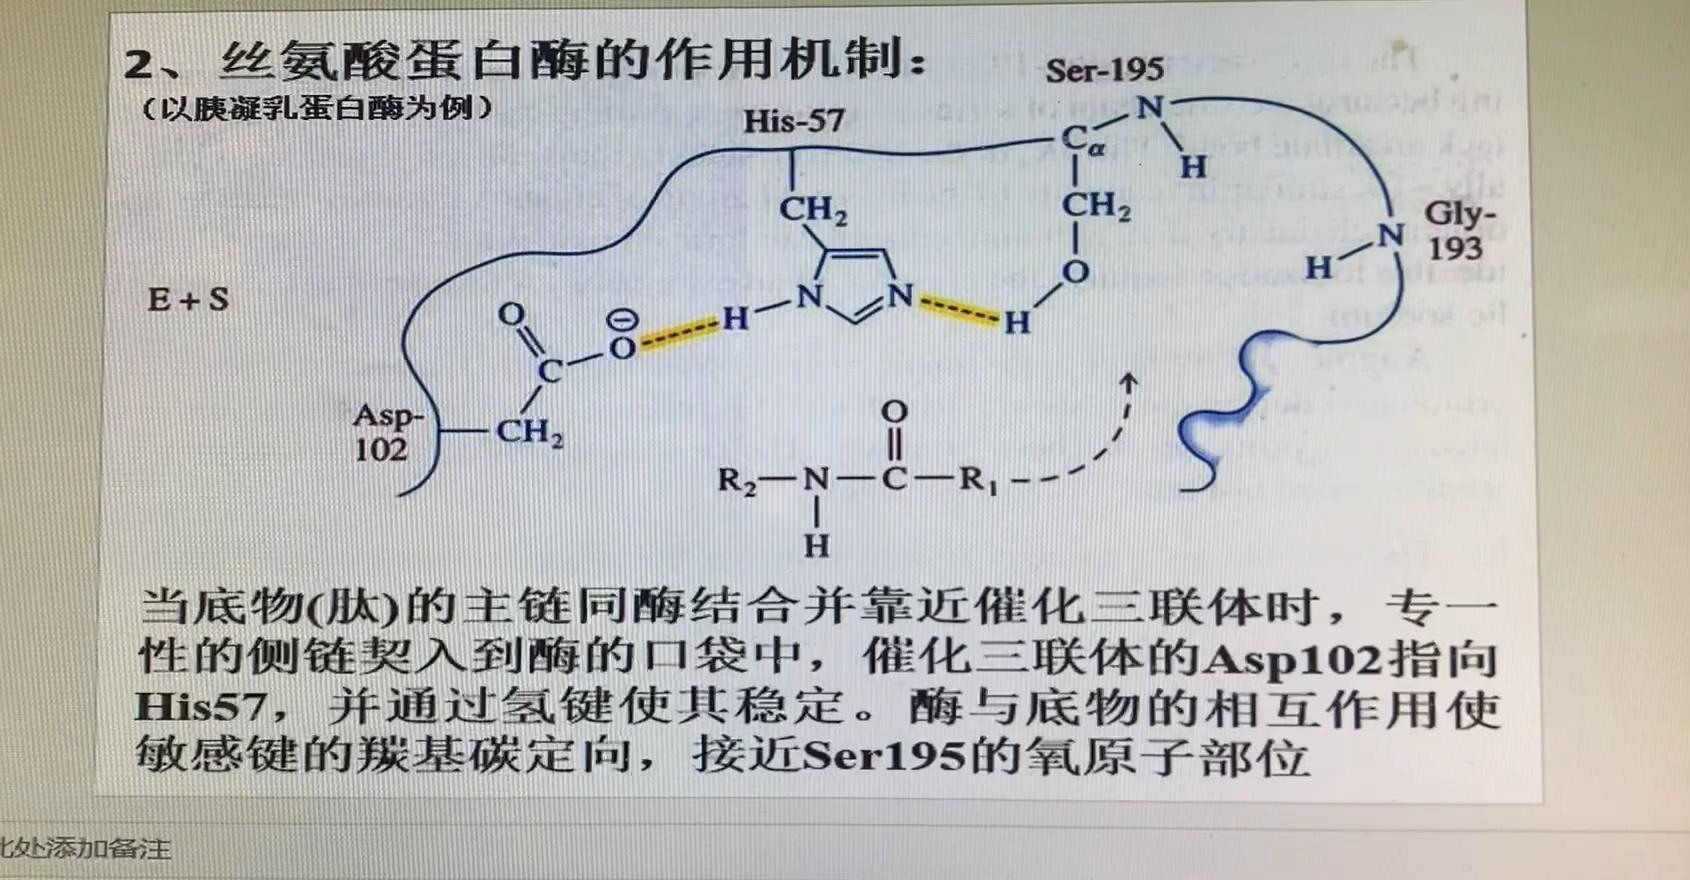 2、丝氨酸蛋白酶的作用机制：
（以胰凝乳蛋白酶为例）
Ser-195
His-57
N
Cα
H
CH₂
CH₂
Gly-
193
N
H
O
E + S
O
⊖
O
H
N
N
H
C
Asp-
102
CH₂
O
R₂—N—C—R₁
H
当底物(肽)的主链同酶结合并靠近催化三联体时，专一
性的侧链契入到酶的口袋中，催化三联体的Asp102指向
His57，并通过氢键使其稳定。酶与底物的相互作用使
敏感键的羰基碳定向，接近Ser195的氧原子部位
此处添加备注